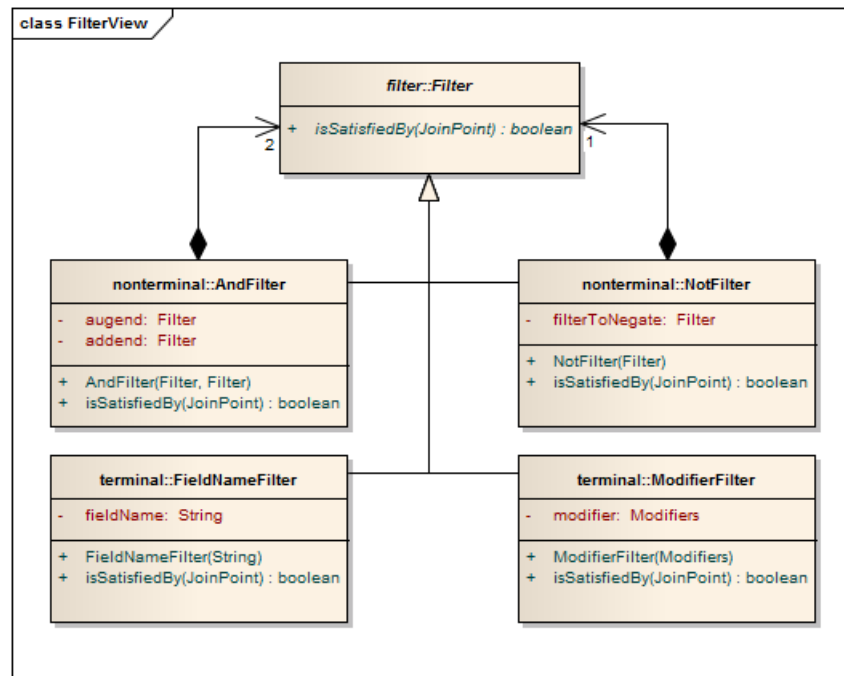 class FilterView
filter::Filter
+ isSatisfiedBy(JoinPoint) : boolean
2
1
nonterminal::AndFilter
- augend: Filter
- addend: Filter
+ AndFilter(Filter, Filter)
+ isSatisfiedBy(JoinPoint) : boolean
nonterminal::NotFilter
- filterToNegate: Filter
+ NotFilter(Filter)
+ isSatisfiedBy(JoinPoint) : boolean
terminal::FieldNameFilter
- fieldName: String
+ FieldNameFilter(String)
+ isSatisfiedBy(JoinPoint) : boolean
terminal::ModifierFilter
- modifier: Modifiers
+ ModifierFilter(Modifiers)
+ isSatisfiedBy(JoinPoint) : boolean